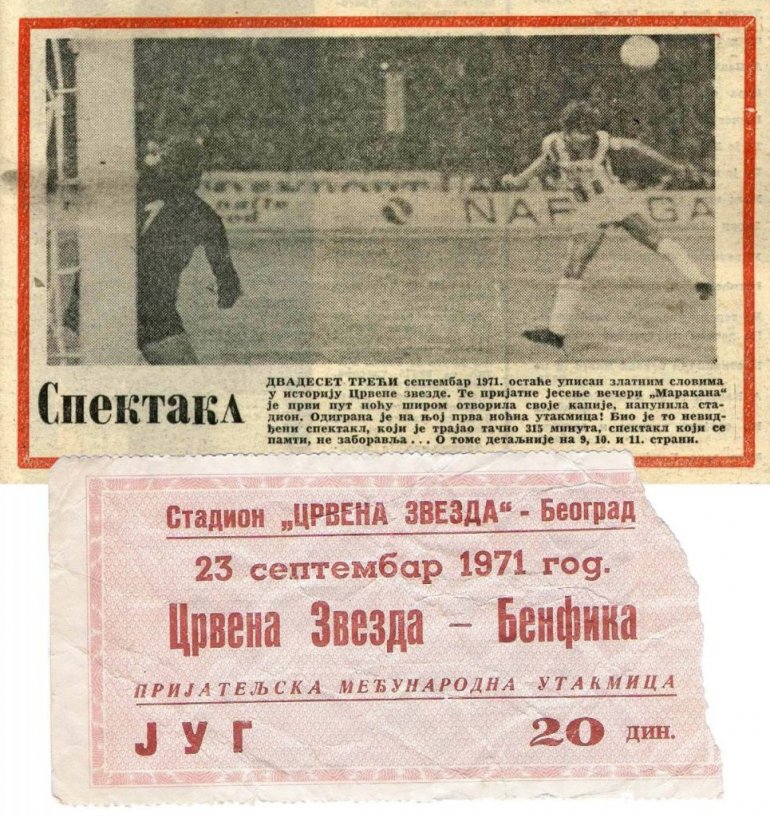 NAF GA
Спектакл
ДВАДЕСЕТ ТРЕЋИ септембар 1971. остаће уписан златним словима
у историју Црвене звезде. Те пријатне јесење вечери „Маракана“
је први пут ноћу широм отворила своје капије, напунила ста-
дион. Одиграна је на њој прва ноћна утакмица! Био је то невид-
ђени спектакл, који је трајао тачно 315 минута, спектакл који се
памти, не заборавља . . . О томе детаљније на 9, 10. и 11. страни.
Стадион „ЦРВЕНА ЗВЕЗДА“ - Београд
23 септембар 1971 год.
Црвена Звезда — Бенфика
ПРИЈАТЕЉСКА МЕЂУНАРОДНА УТАКМИЦА
ЈУГ 20 дин.